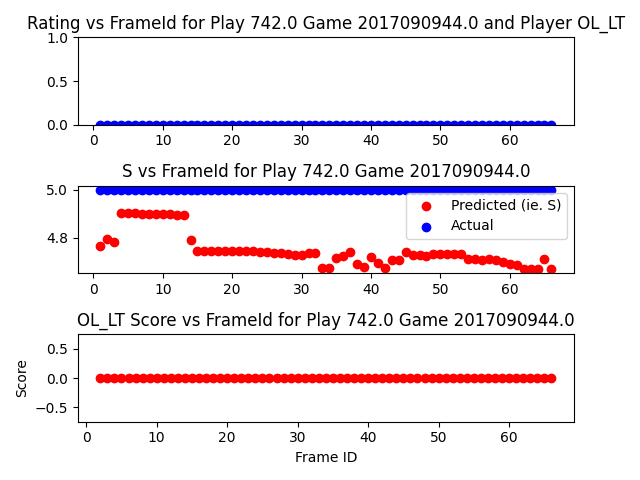 Rating vs FrameId for Play 742.0 Game 2017090944.0 and Player OL_LT
1.0
0.5
0.0
0 10 20 30 40 50 60
S vs FrameId for Play 742.0 Game 2017090944.0
5.0
4.8
Predicted (ie. S)
Actual
0 10 20 30 40 50 60
OL_LT Score vs FrameId for Play 742.0 Game 2017090944.0
Score
0.5
0.0
−0.5
0 10 20 30 40 50 60
Frame ID